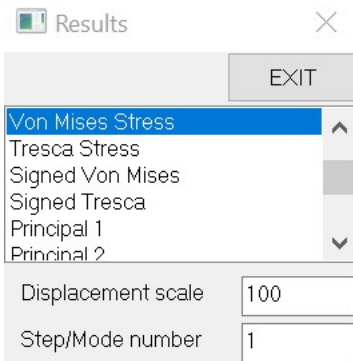 Results
EXIT
Von Mises Stress
Tresca Stress
Signed Von Mises
Signed Tresca
Principal 1
Principal 2
Displacement scale 100
Step/Mode number 1